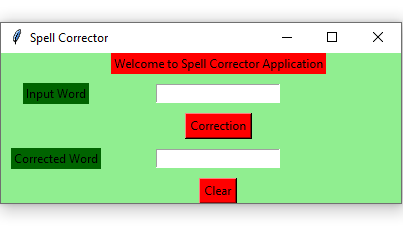 Spell Corrector
Welcome to Spell Corrector Application
Input Word
Correction
Corrected Word
Clear